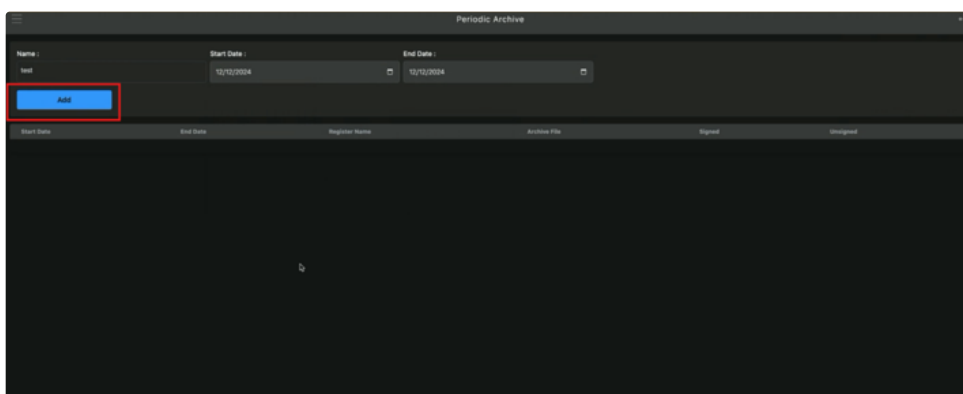 Periodic Archive
Name :
Start Date :
End Date :
test
12/12/2024
12/12/2024
Add
Start Date
End Date
Register Name
Archive File
Signed
Unsigned